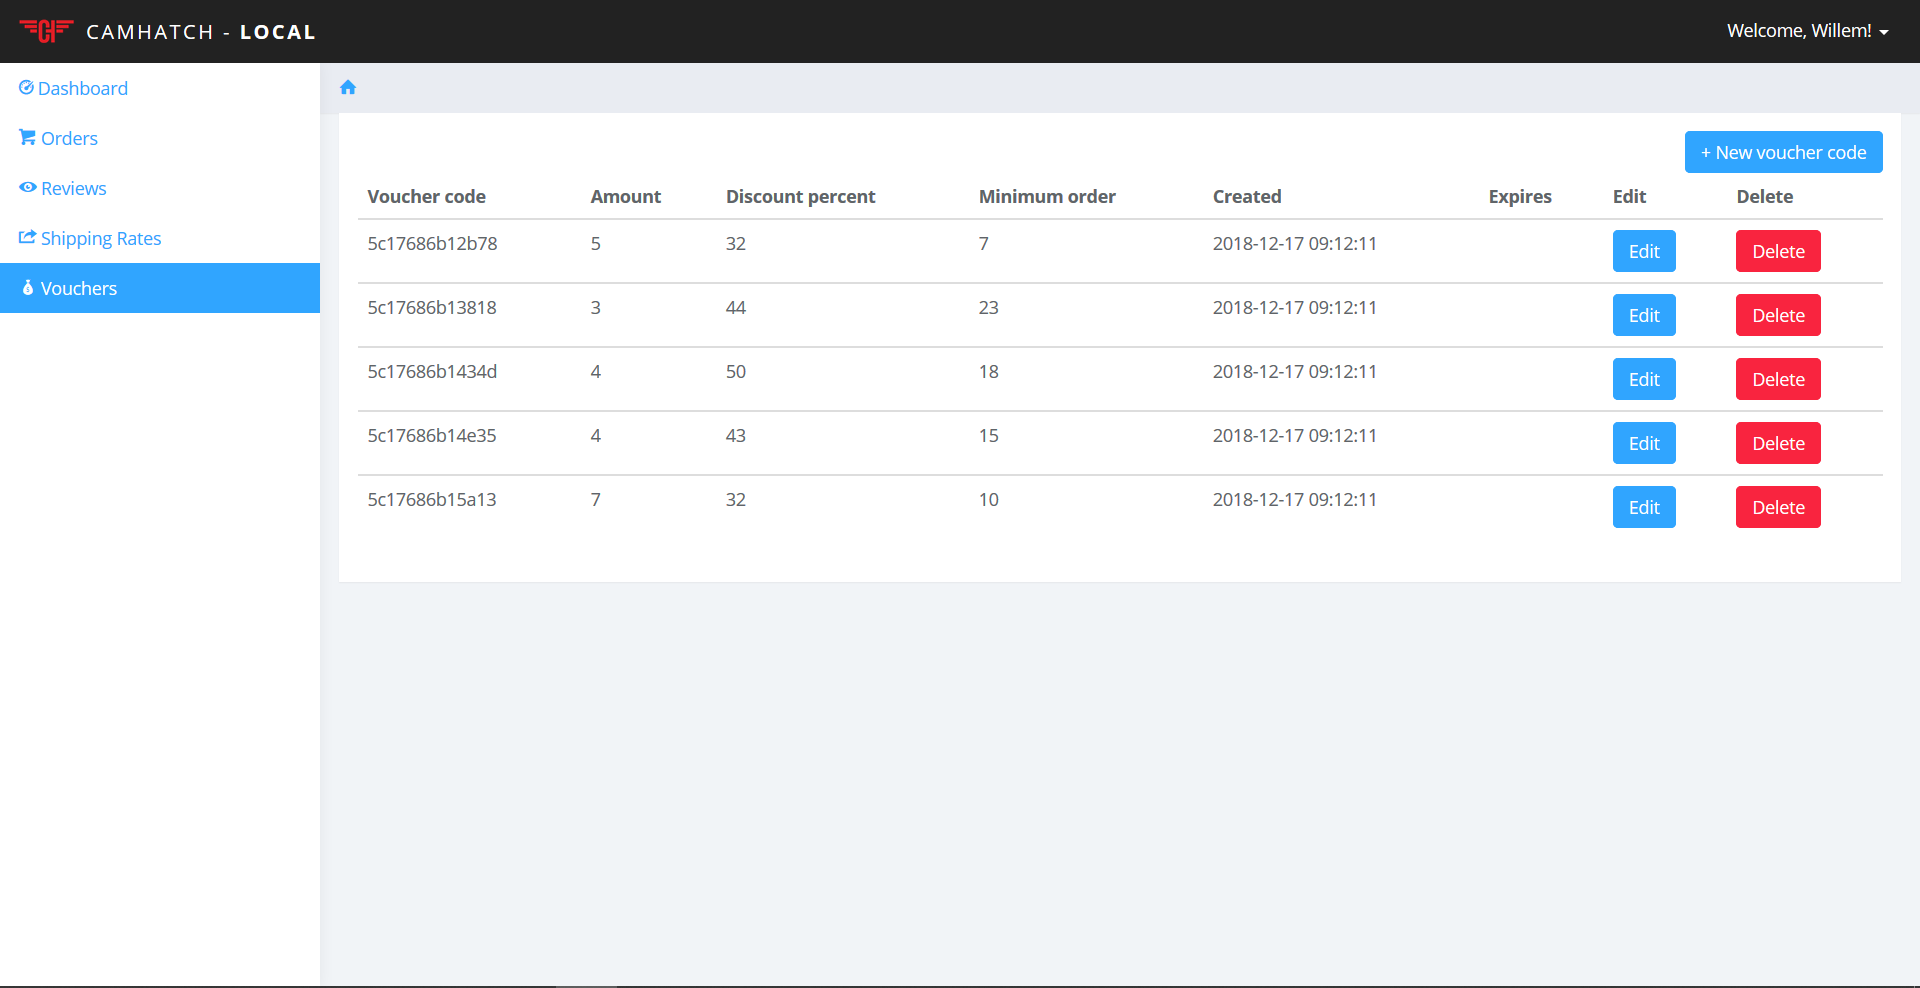 CAMHATCH - LOCAL
Welcome, Willem!
Dashboard
Orders
Reviews
Shipping Rates
Vouchers
+ New voucher code
Voucher code Amount Discount percent Minimum order Created Expires Edit Delete
5c17686b12b78 5 32 7 2018-12-17 09:12:11 Edit Delete
5c17686b13818 3 44 23 2018-12-17 09:12:11 Edit Delete
5c17686b1434d 4 50 18 2018-12-17 09:12:11 Edit Delete
5c17686b14e35 4 43 15 2018-12-17 09:12:11 Edit Delete
5c17686b15a13 7 32 10 2018-12-17 09:12:11 Edit Delete